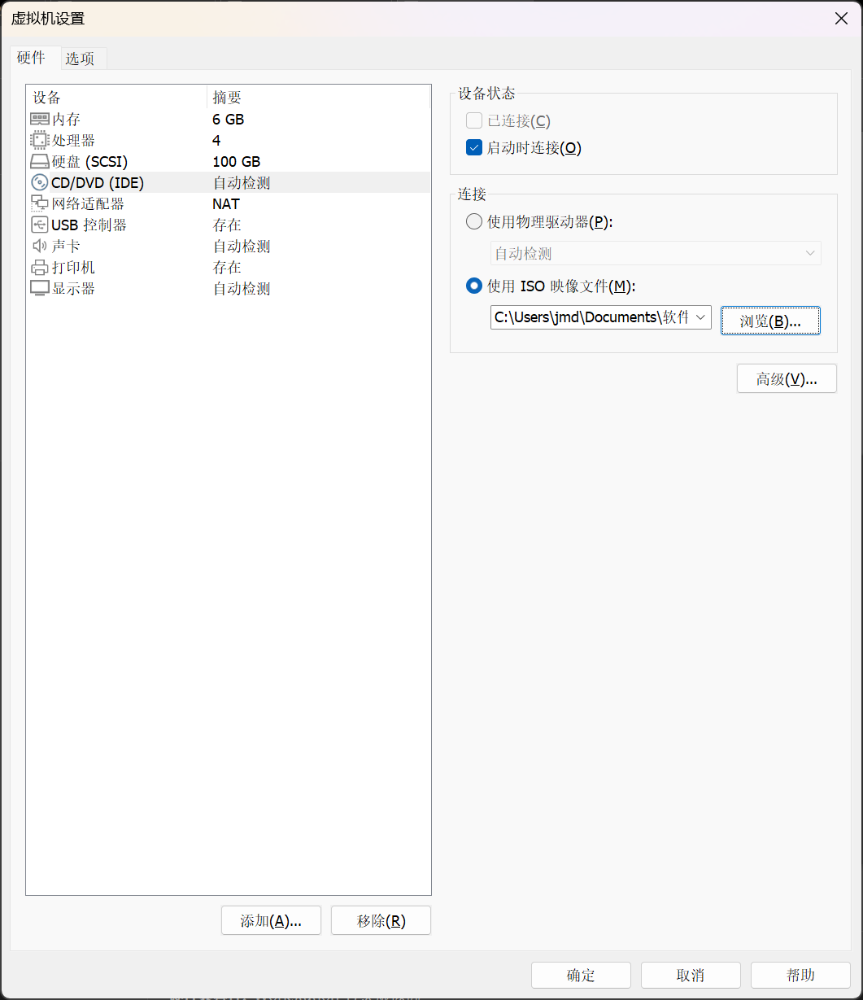 虚拟机设置
硬件 选项
设备 摘要
内存 6 GB
处理器 4
硬盘 (SCSI) 100 GB
CD/DVD (IDE) 自动检测
网络适配器 NAT
USB 控制器 存在
声卡 自动检测
打印机 存在
显示器 自动检测
添加(A)... 移除(R)
设备状态
已连接(C)
启动时连接(O)
连接
使用物理驱动器(P):
自动检测
使用 ISO 映像文件(M):
C:\Users\jmd\Documents\软件
浏览(B)...
高级(V)...
确定 取消 帮助